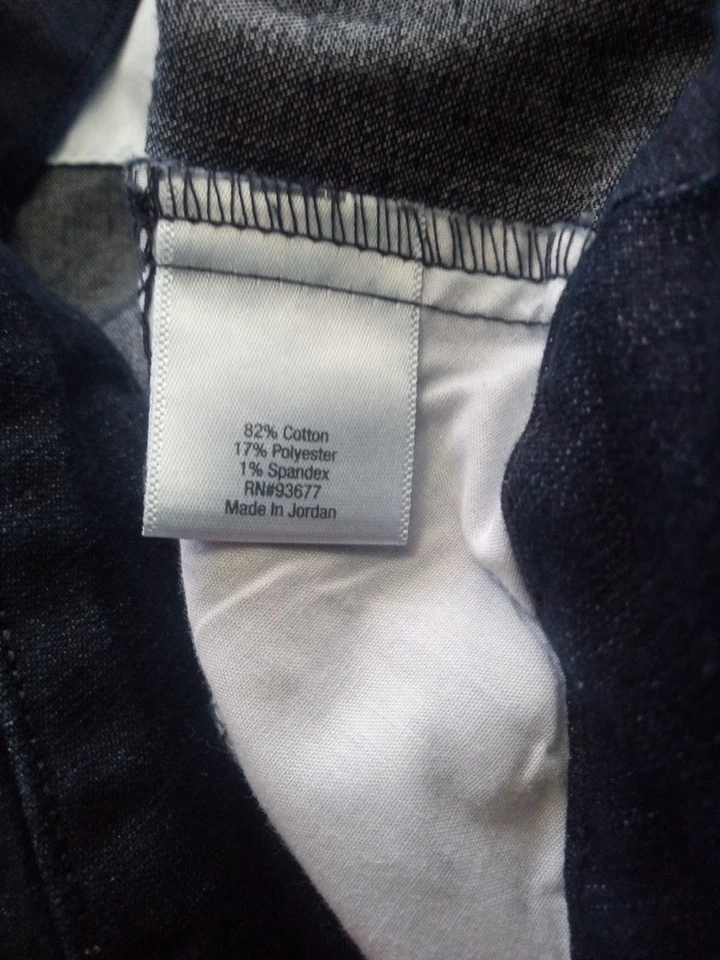 82% Cotton
17% Polyester
1% Spandex
RN#93677
Made In Jordan